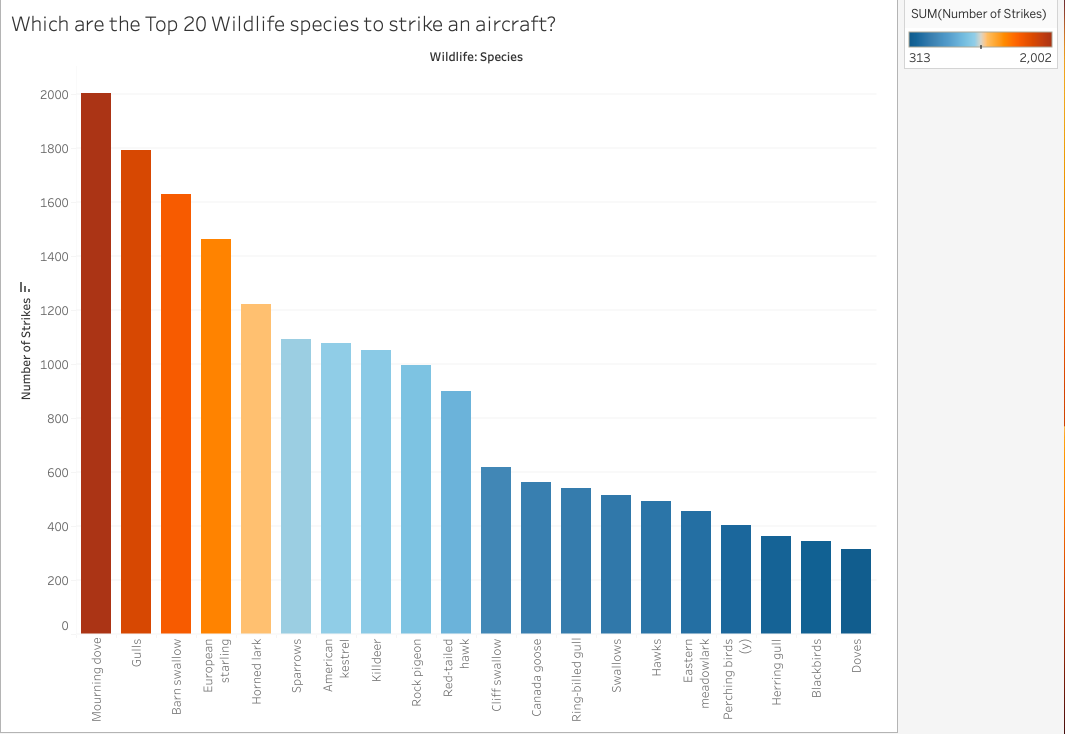 Which are the Top 20 Wildlife species to strike an aircraft?
SUM(Number of Strikes)
313
2,002
Wildlife: Species
Number of Strikes
2000
1800
1600
1400
1200
1000
800
600
400
200
0
Mourning dove
Gulls
Barn swallow
European
starling
Horned lark
Sparrows
American
kestrel
Killdeer
Rock pigeon
Red-tailed
hawk
Cliff swallow
Canada goose
Ring-billed gull
Swallows
Hawks
Eastern
meadowlark
Perching birds
(y)
Herring gull
Blackbirds
Doves